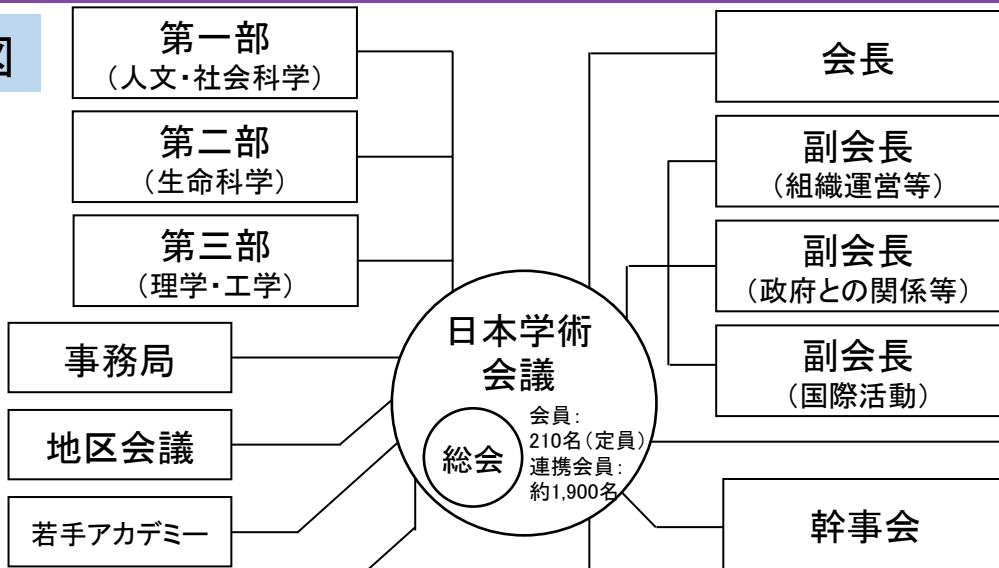 図
第一部
（人文・社会科学）
第二部
（生命科学）
第三部
（理学・工学）
事務局
地区会議
若手アカデミー
日本学術
会議
総会
会員：
210名（定員）
連携会員：
約1,900名
会長
副会長
（組織運営等）
副会長
（政府との関係等）
副会長
（国際活動）
幹事会